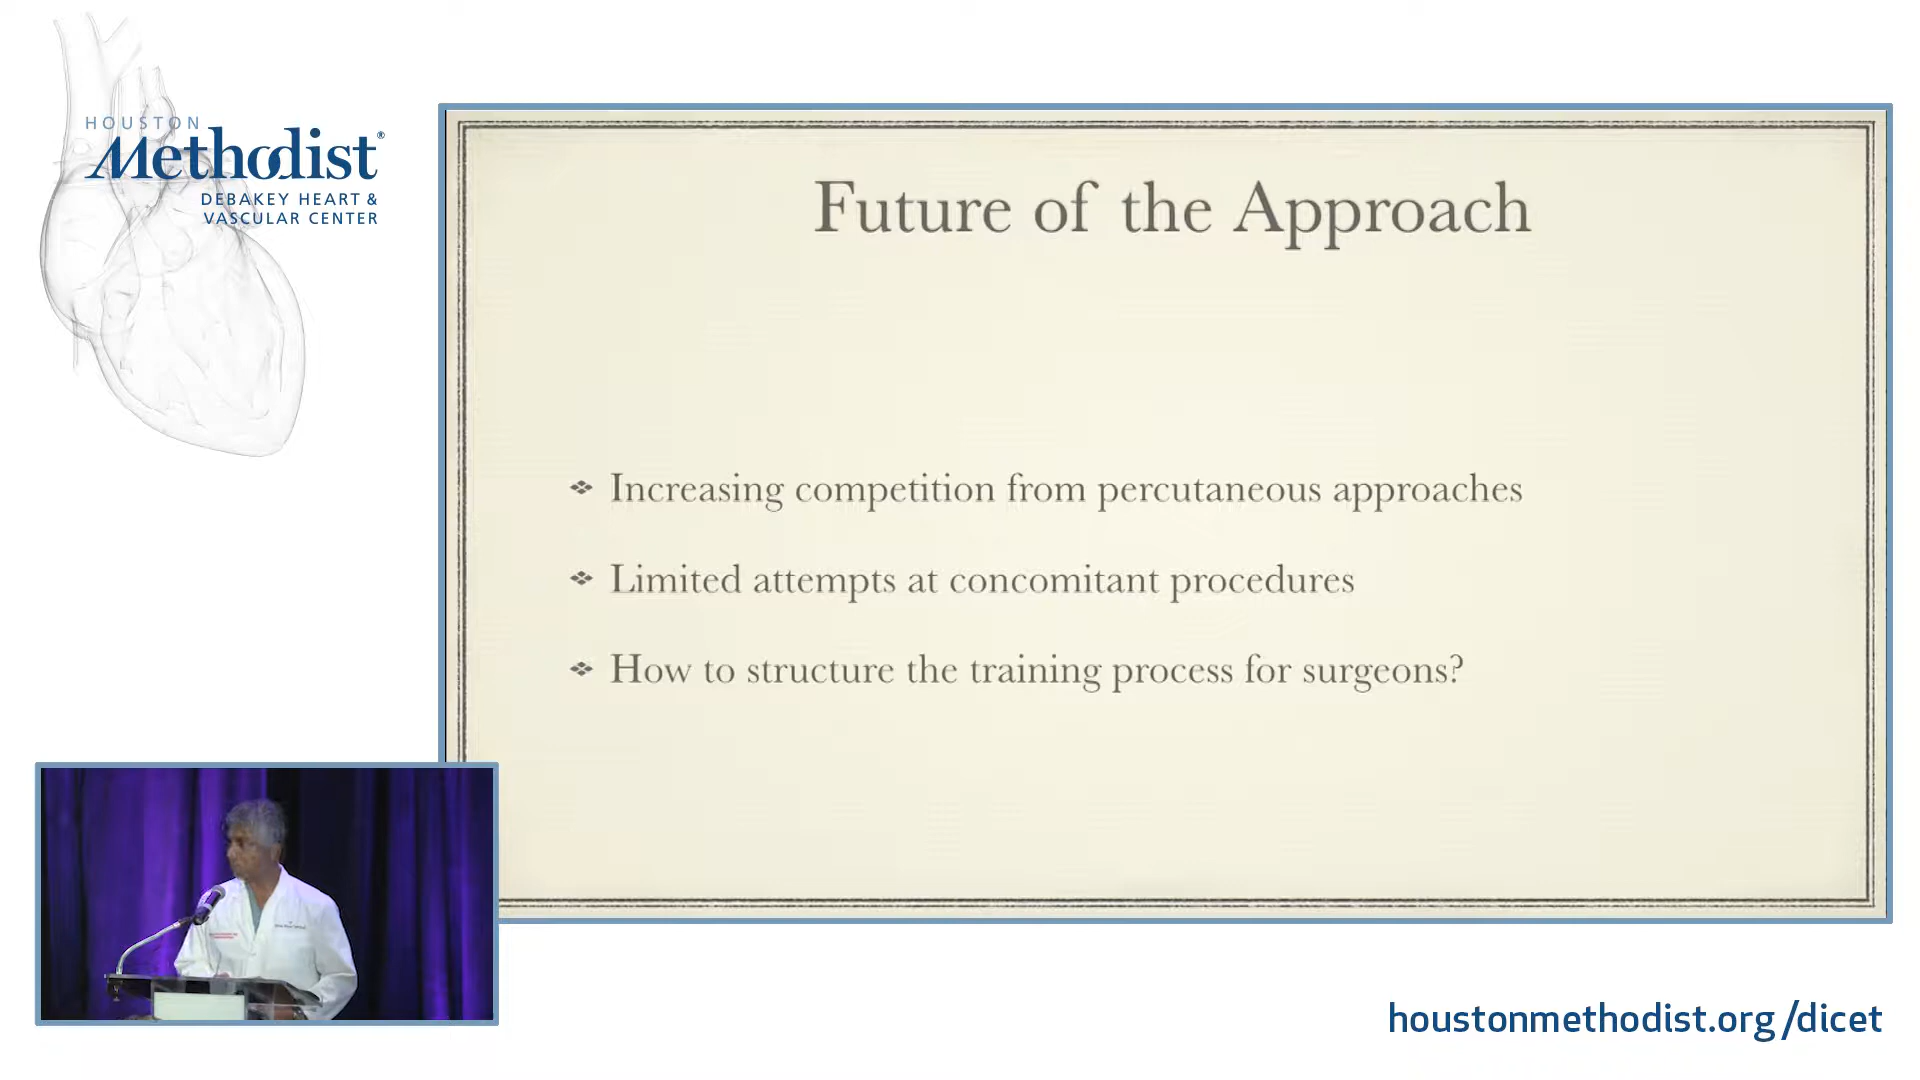 HOUSTON
Methodist®
DEBAKEY HEART &
VASCULAR CENTER
Future of the Approach
❖ Increasing competition from percutaneous approaches
❖ Limited attempts at concomitant procedures
❖ How to structure the training process for surgeons?
houstonmethodist.org/dicet